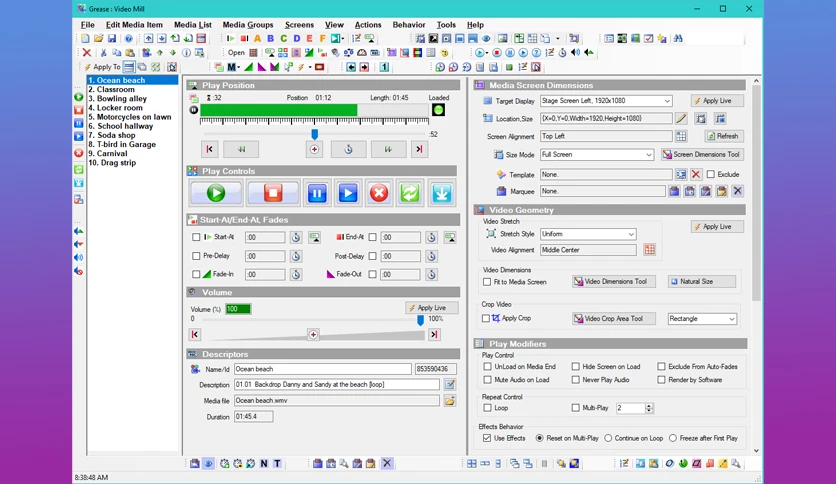 Grease : Video Mill
File Edit Media Item Media List Media Groups Screens View Actions Behavior Tools Help
A B C D E F
Open
Apply To M
1. Ocean beach
2. Classroom
3. Bowling alley
4. Locker room
5. Motorcycles on lawn
6. School hallway
7. Soda shop
8. T-bird in Garage
9. Carnival
10. Drag strip
Play Position
:32 Position 01:12 Length: 01:45 Loaded
:52
Play Controls
Start-At/End-At, Fades
Start-At :00 End-At :00
Pre-Delay :00 Post-Delay :00
Fade-In :00 Fade-Out :00
Volume
Volume (%) 100 Apply Live
0 100%
Descriptors
Name/Id Ocean beach 853590436
Description 01.01 Backdrop Danny and Sandy at the beach [loop]
Media file Ocean beach.wmv
Duration 01:45.4
N T
Media Screen Dimensions
Target Display Stage Screen Left, 1920x1080 Apply Live
Location,Size {X=0,Y=0,Width=1920,Height=1080}
Screen Alignment Top Left Refresh
Size Mode Full Screen Screen Dimensions Tool
Template None. Exclude
Marquee None.
Video Geometry
Video Stretch Apply Live
Stretch Style Uniform
Video Alignment Middle Center
Video Dimensions
Fit to Media Screen Video Dimensions Tool Natural Size
Crop Video
Apply Crop Video Crop Area Tool Rectangle
Play Modifiers
Play Control
UnLoad on Media End Hide Screen on Load Exclude From Auto-Fades
Mute Audio on Load Never Play Audio Render by Software
Repeat Control
Loop Multi-Play 2
Effects Behavior
Use Effects Reset on Multi-Play Continue on Loop Freeze after First Play
8:38:48 AM